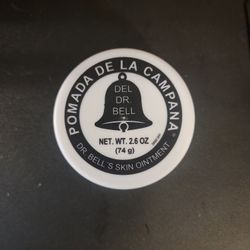 POMADA DE LA CAMPANA
DEL
DR.
BELL
NET. WT. 2.6 OZ
(74 g)
DR. BELL'S SKIN OINTMENT